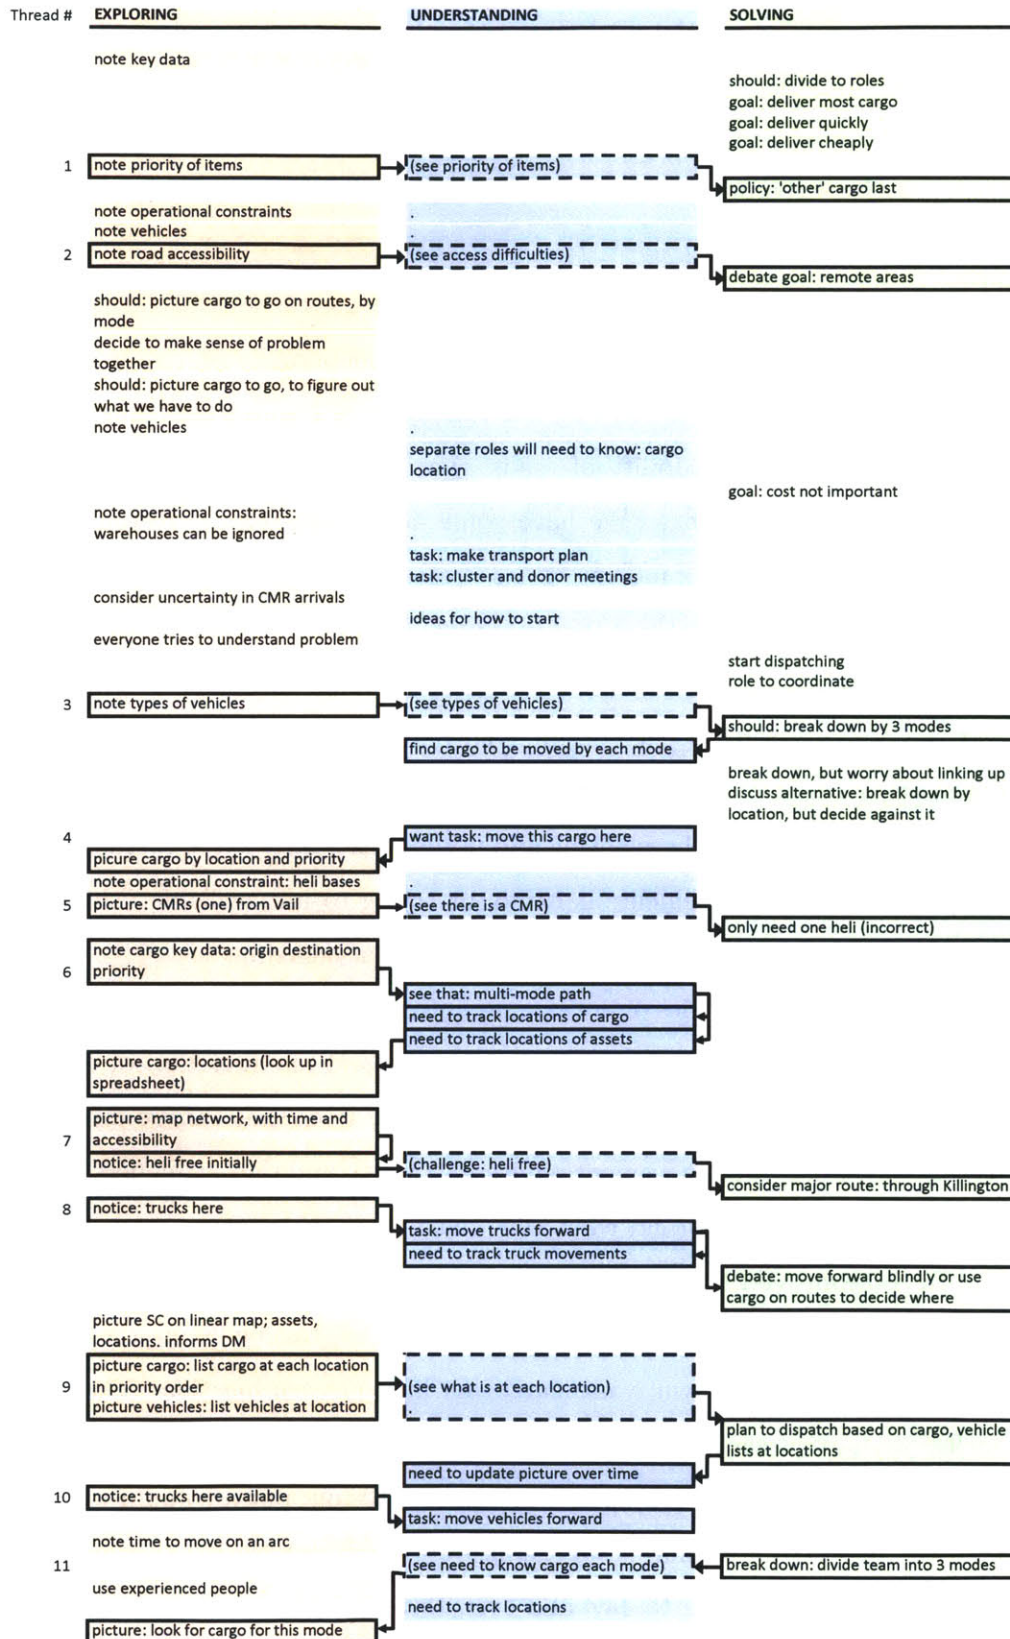 Thread # EXPLORING UNDERSTANDING SOLVING
note key data
should: divide to roles
goal: deliver most cargo
goal: deliver quickly
goal: deliver cheaply
1 note priority of items (see priority of items)
policy: 'other' cargo last
note operational constraints .
note vehicles .
2 note road accessibility (see access difficulties)
debate goal: remote areas
should: picture cargo to go on routes, by
mode
decide to make sense of problem
together
should: picture cargo to go, to figure out
what we have to do
note vehicles .
separate roles will need to know: cargo
location
goal: cost not important
note operational constraints:
warehouses can be ignored .
task: make transport plan
task: cluster and donor meetings
consider uncertainty in CMR arrivals
ideas for how to start
everyone tries to understand problem
start dispatching
role to coordinate
3 note types of vehicles (see types of vehicles)
should: break down by 3 modes
find cargo to be moved by each mode
break down, but worry about linking up
discuss alternative: break down by
location, but decide against it
4 want task: move this cargo here
picure cargo by location and priority
note operational constraint: heli bases .
5 picture: CMRs (one) from Vail (see there is a CMR)
only need one heli (incorrect)
note cargo key data: origin destination
6 priority
see that: multi-mode path
need to track locations of cargo
need to track locations of assets
picture cargo: locations (look up in
spreadsheet)
picture: map network, with time and
7 accessibility
notice: heli free initially (challenge: heli free)
consider major route: through Killington
8 notice: trucks here
task: move trucks forward
need to track truck movements
debate: move forward blindly or use
cargo on routes to decide where
picture SC on linear map; assets,
locations. informs DM
picture cargo: list cargo at each location
9 in priority order (see what is at each location)
picture vehicles: list vehicles at location .
plan to dispatch based on cargo, vehicle
lists at locations
need to update picture over time
10 notice: trucks here available
task: move vehicles forward
note time to move on an arc
11 (see need to know cargo each mode) break down: divide team into 3 modes
use experienced people
need to track locations
picture: look for cargo for this mode